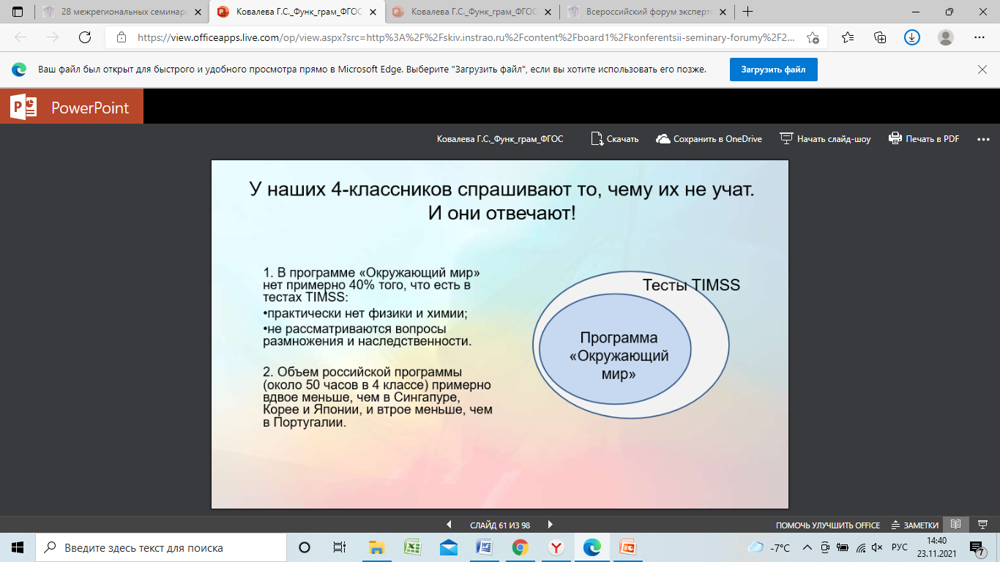 28 межрегиональных семинаро
Ковалева Г.С._Функ_грам_ФГОС
Ковалева Г.С._Функ_грам_ФГОС
Всероссийский форум эксперто
https://view.officeapps.live.com/op/view.aspx?src=http%3A%2F%2Fskiv.instrao.ru%2Fcontent%2Fboard1%2Fkonferentsii-seminary-forumy%2F2...
Ваш файл был открыт для быстрого и удобного просмотра прямо в Microsoft Edge. Выберите "Загрузить файл", если вы хотите использовать его позже.
Загрузить файл
PowerPoint
Ковалева Г.С._Функ_грам_ФГОС
Скачать
Сохранить в OneDrive
Начать слайд-шоу
Печать в PDF
У наших 4-классников спрашивают то, чему их не учат.
И они отвечают!
1. В программе «Окружающий мир»
нет примерно 40% того, что есть в
тестах TIMSS:
•практически нет физики и химии;
•не рассматриваются вопросы
размножения и наследственности.
2. Объем российской программы
(около 50 часов в 4 классе) примерно
вдвое меньше, чем в Сингапуре,
Корее и Японии, и втрое меньше, чем
в Португалии.
Тесты TIMSS
Программа
«Окружающий
мир»
СЛАЙД 61 ИЗ 98
ПОМОЧЬ УЛУЧШИТЬ OFFICE
ЗАМЕТКИ
Введите здесь текст для поиска
-7°C
РУС
14:40
23.11.2021
7